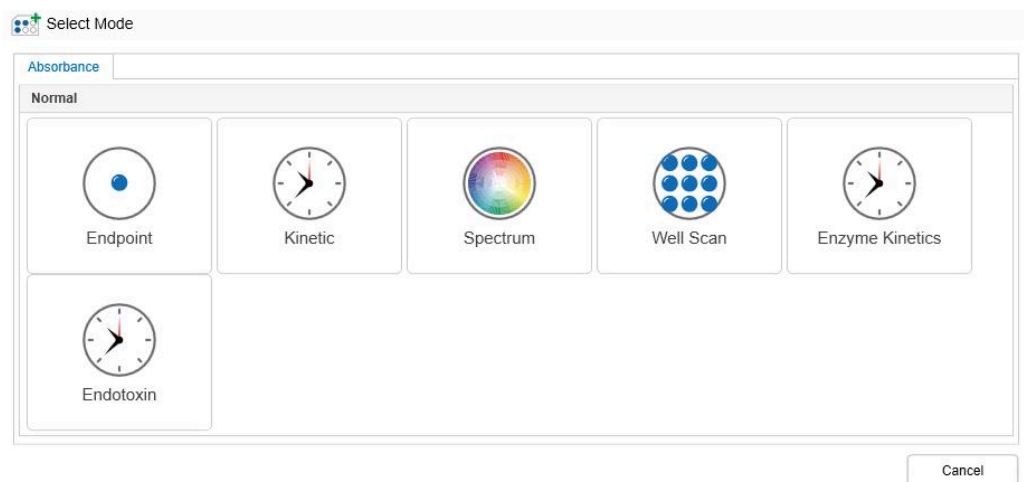 Select Mode
Absorbance
Normal
Endpoint
Kinetic
Spectrum
Well Scan
Enzyme Kinetics
Endotoxin
Cancel